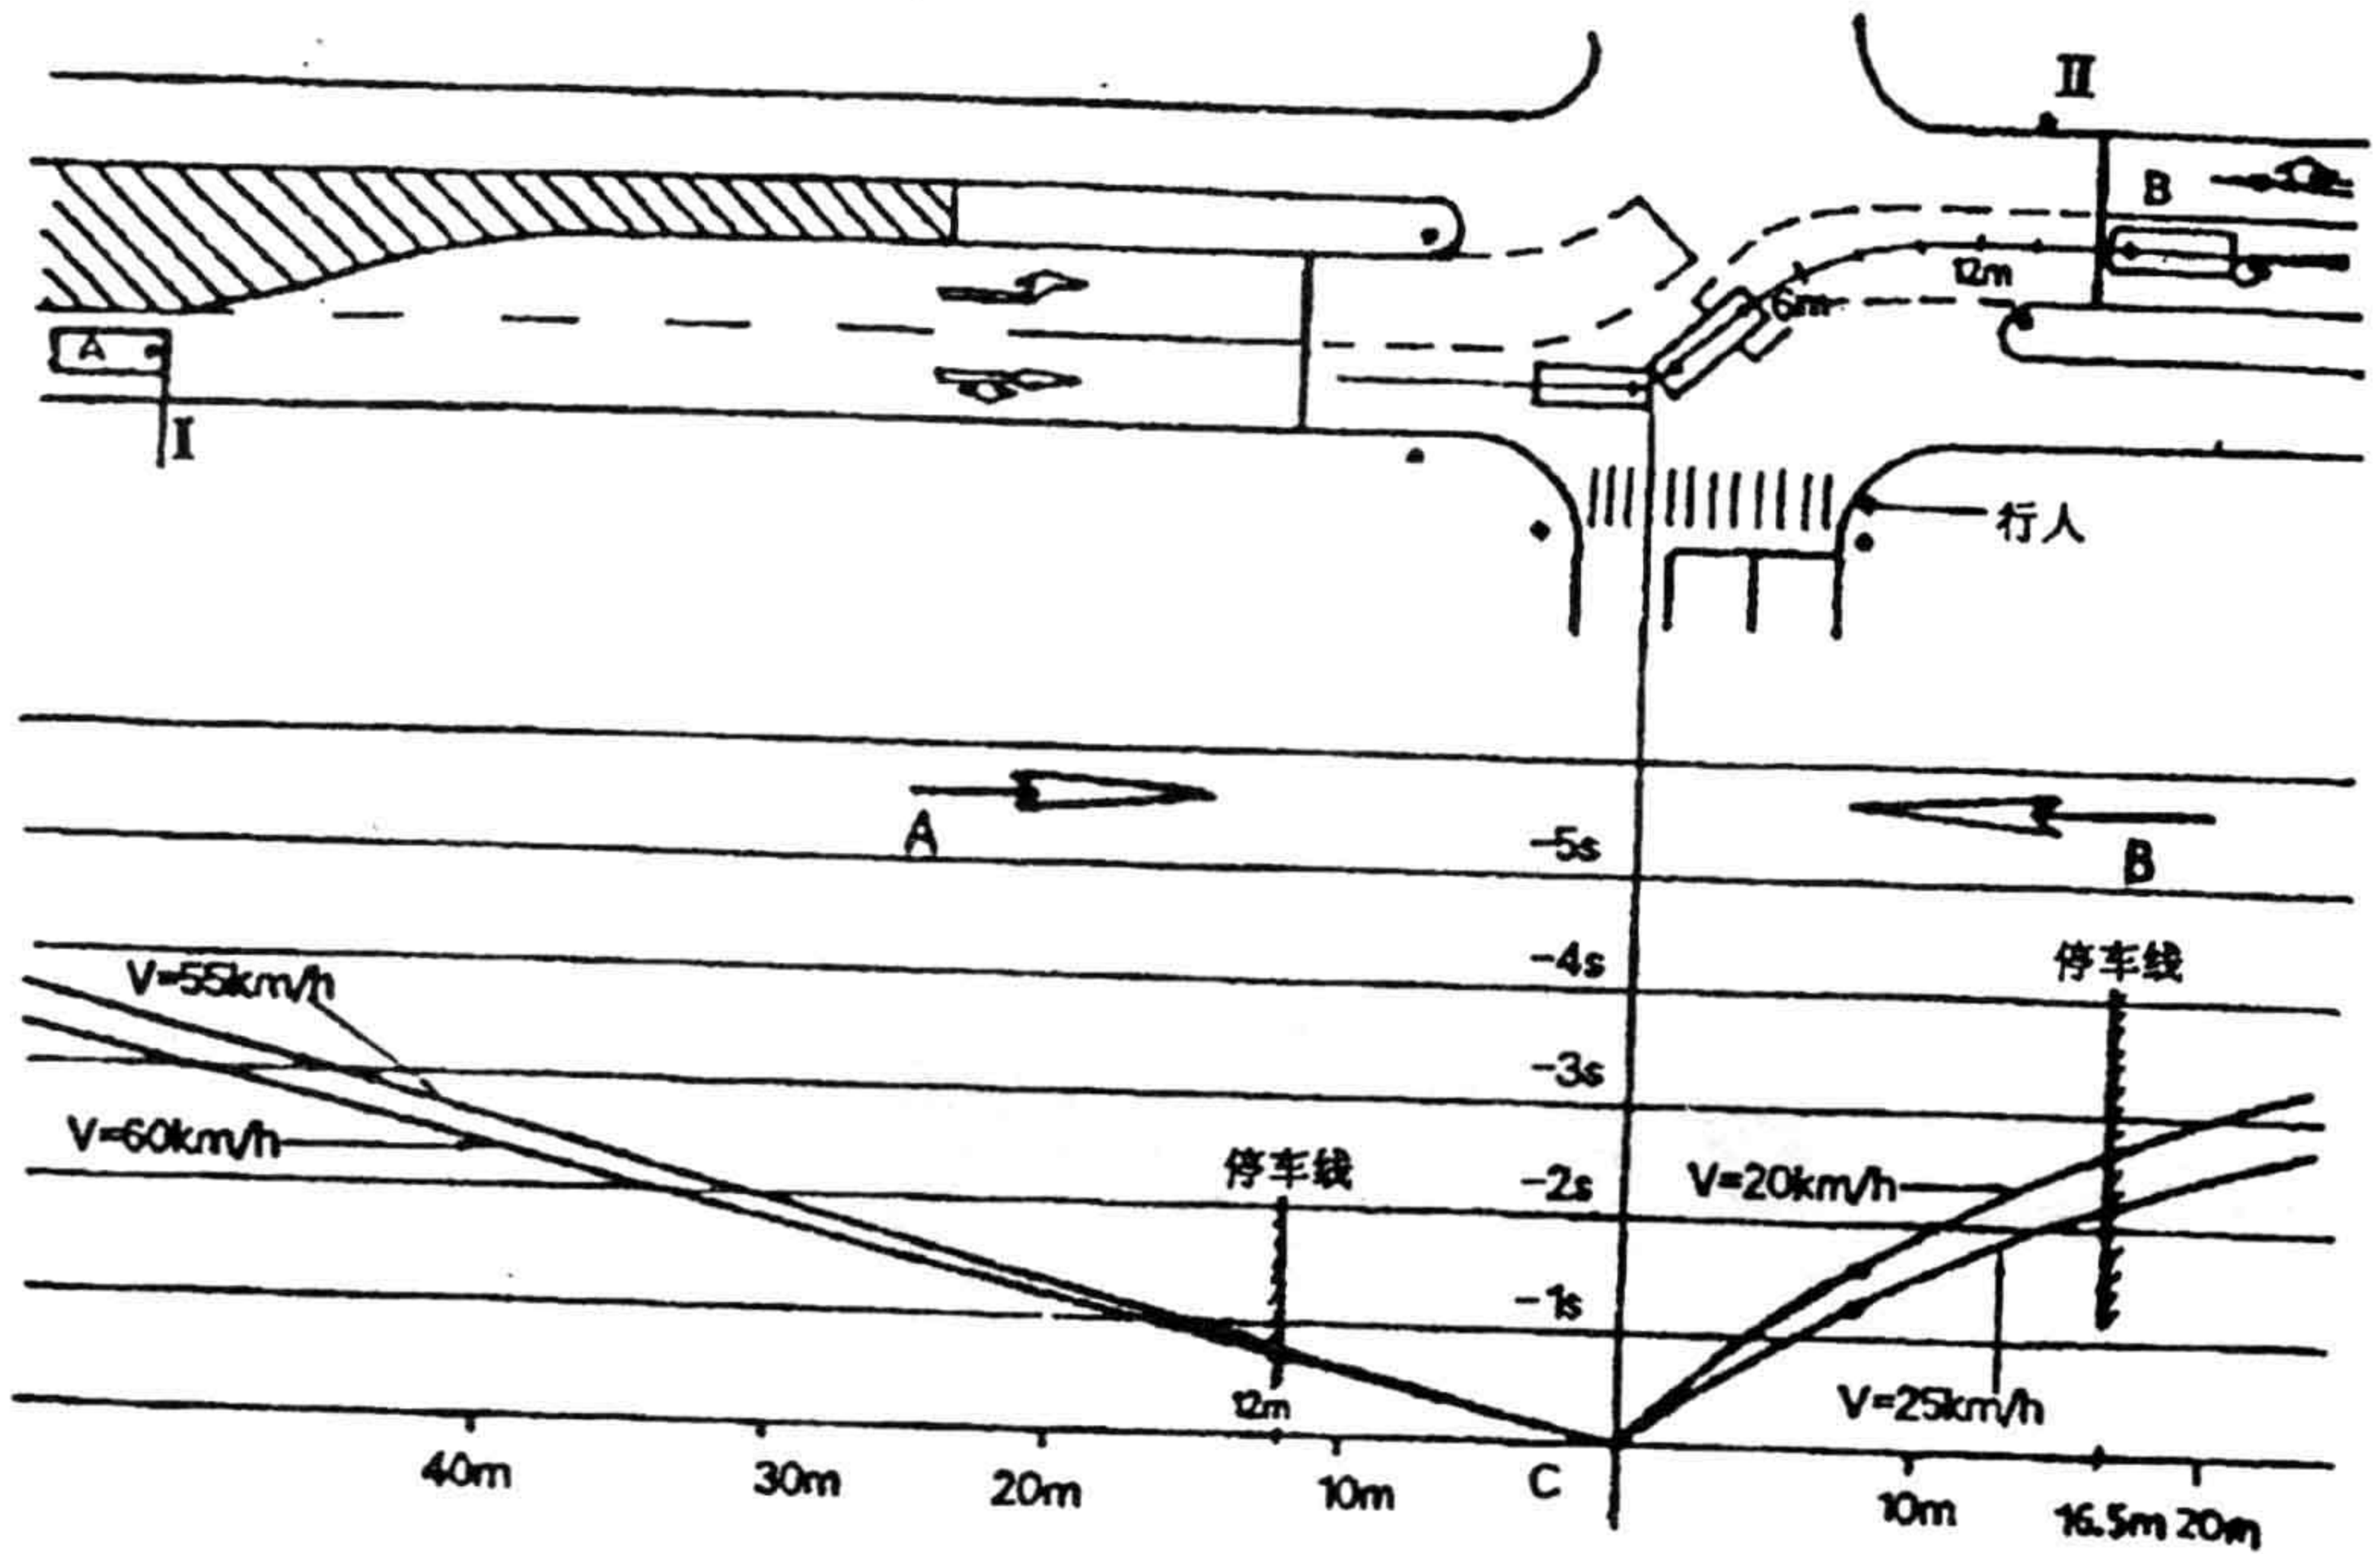 II
B
12m
6m
A
I
行人
A
-5s
B
-4s
停车线
V=55km/h
-3s
V=60km/h
停车线
-2s
V=20km/h
-1s
12m
V=25km/h
40m
30m
20m
10m
C
10m
16.5m
20m